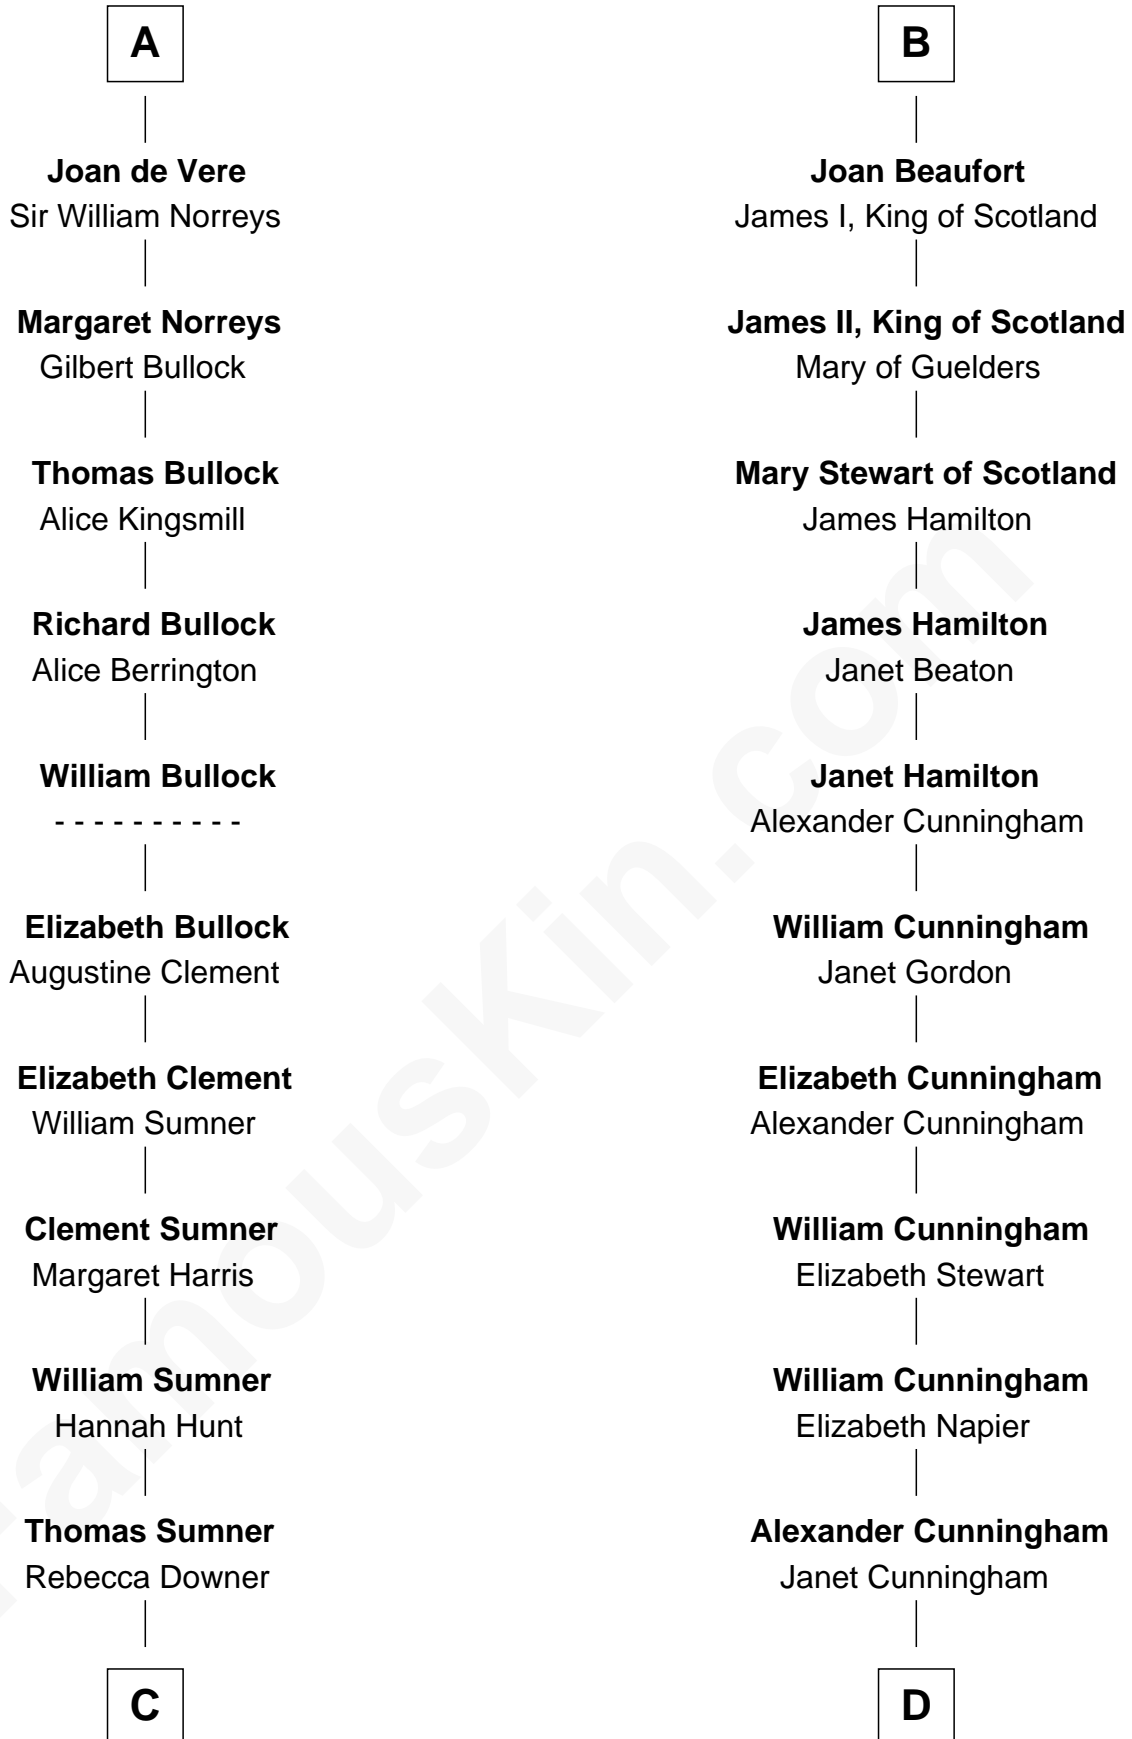 A
Joan de Vere
Sir William Norreys
Margaret Norreys
Gilbert Bullock
Thomas Bullock
Alice Kingsmill
Richard Bullock
Alice Berrington
William Bullock
- - - - - - - - - -
Elizabeth Bullock
Augustine Clement
Elizabeth Clement
William Sumner
Clement Sumner
Margaret Harris
William Sumner
Hannah Hunt
Thomas Sumner
Rebecca Downer
C
B
Joan Beaufort
James I, King of Scotland
James II, King of Scotland
Mary of Guelders
Mary Stewart of Scotland
James Hamilton
James Hamilton
Janet Beaton
Janet Hamilton
Alexander Cunningham
William Cunningham
Janet Gordon
Elizabeth Cunningham
Alexander Cunningham
William Cunningham
Elizabeth Stewart
William Cunningham
Elizabeth Napier
Alexander Cunningham
Janet Cunningham
D
FamousKin.com